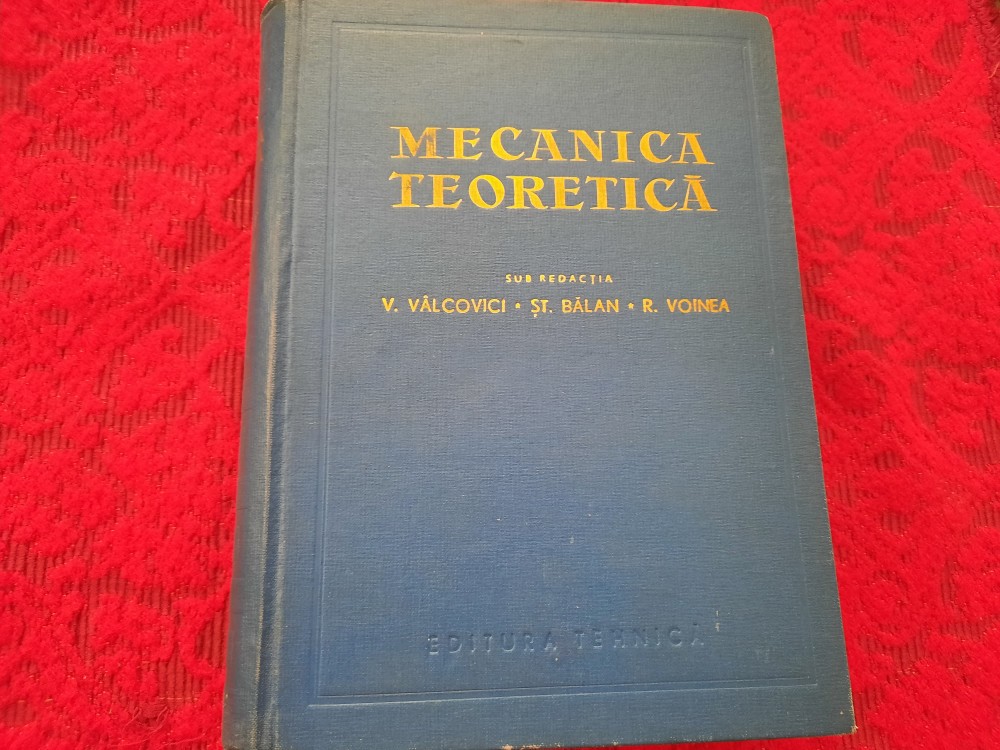 MECANICA
TEORETICĂ
SUB REDACȚIA
V. VÂLCOVICI • ȘT. BĂLAN • R. VOINEA
EDITURA TEHNICĂ